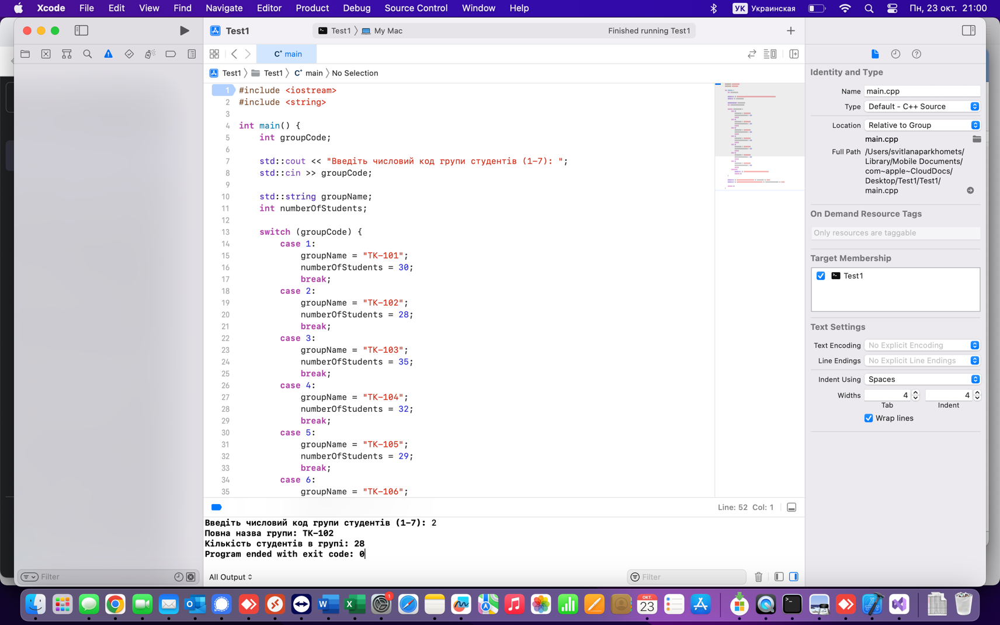 Xcode File Edit View Find Navigate Editor Product Debug Source Control Window Help
УК Украинская Пн, 23 окт. 21:00
Test1
Test1 My Mac
Finished running Test1
C+ main
Test1 Test1 C+ main No Selection
1 #include <iostream>
2 #include <string>
3
4 int main() {
5 int groupCode;
6
7 std::cout << "Введіть числовий код групи студентів (1-7): ";
8 std::cin >> groupCode;
9
10 std::string groupName;
11 int numberOfStudents;
12
13 switch (groupCode) {
14 case 1:
15 groupName = "ТК-101";
16 numberOfStudents = 30;
17 break;
18 case 2:
19 groupName = "ТК-102";
20 numberOfStudents = 28;
21 break;
22 case 3:
23 groupName = "ТК-103";
24 numberOfStudents = 35;
25 break;
26 case 4:
27 groupName = "ТК-104";
28 numberOfStudents = 32;
29 break;
30 case 5:
31 groupName = "ТК-105";
32 numberOfStudents = 29;
33 break;
34 case 6:
35 groupName = "ТК-106";
Line: 52 Col: 1
Введіть числовий код групи студентів (1-7): 2
Повна назва групи: ТК-102
Кількість студентів в групі: 28
Program ended with exit code: 0
Filter
All Output
Filter
Identity and Type
Name main.cpp
Type Default - C++ Source
Location Relative to Group
main.cpp
Full Path /Users/svitlanaparkhomets/
Library/Mobile Documents/
com~apple~CloudDocs/
Desktop/Test1/Test1/
main.cpp
On Demand Resource Tags
Only resources are taggable
Target Membership
Test1
Text Settings
Text Encoding No Explicit Encoding
Line Endings No Explicit Line Endings
Indent Using Spaces
Widths 4 4
Tab Indent
Wrap lines
1
ОКТ.
23